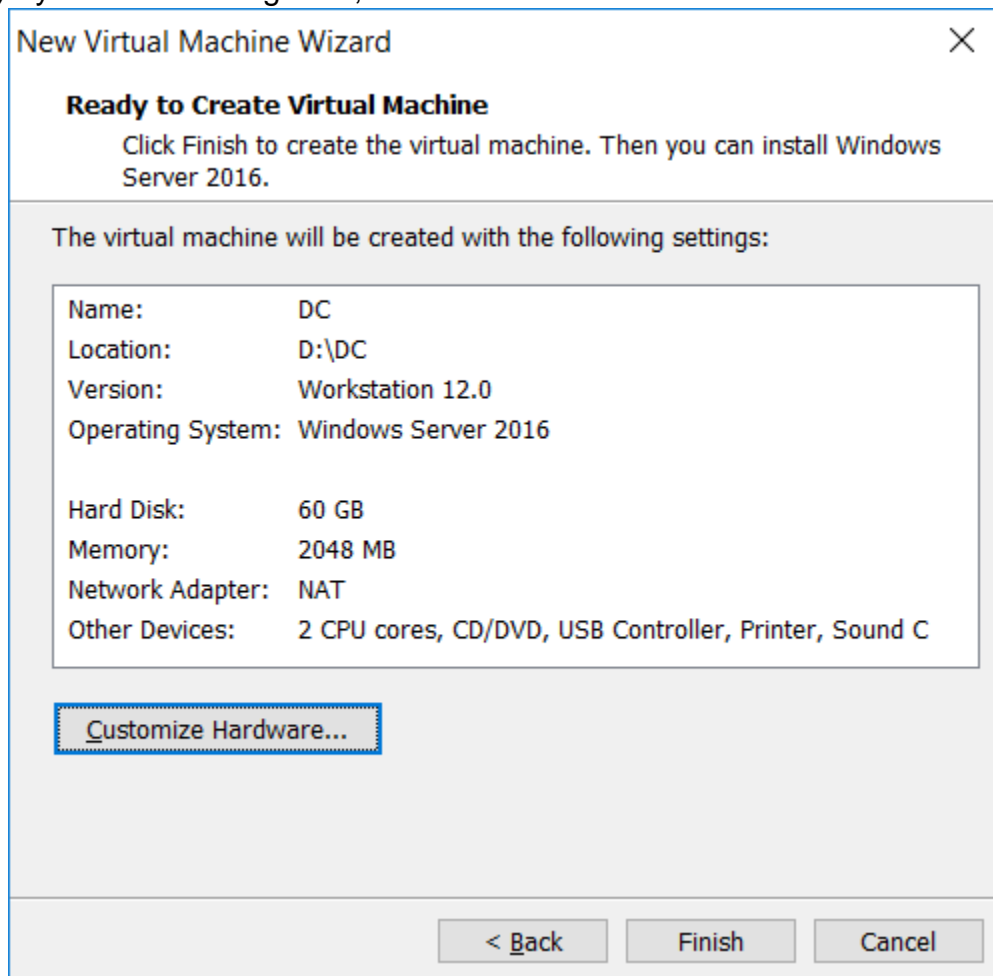 New Virtual Machine Wizard
Ready to Create Virtual Machine
Click Finish to create the virtual machine. Then you can install Windows
Server 2016.
The virtual machine will be created with the following settings:
Name: DC
Location: D:\DC
Version: Workstation 12.0
Operating System: Windows Server 2016
Hard Disk: 60 GB
Memory: 2048 MB
Network Adapter: NAT
Other Devices: 2 CPU cores, CD/DVD, USB Controller, Printer, Sound C
Customize Hardware...
< Back Finish Cancel